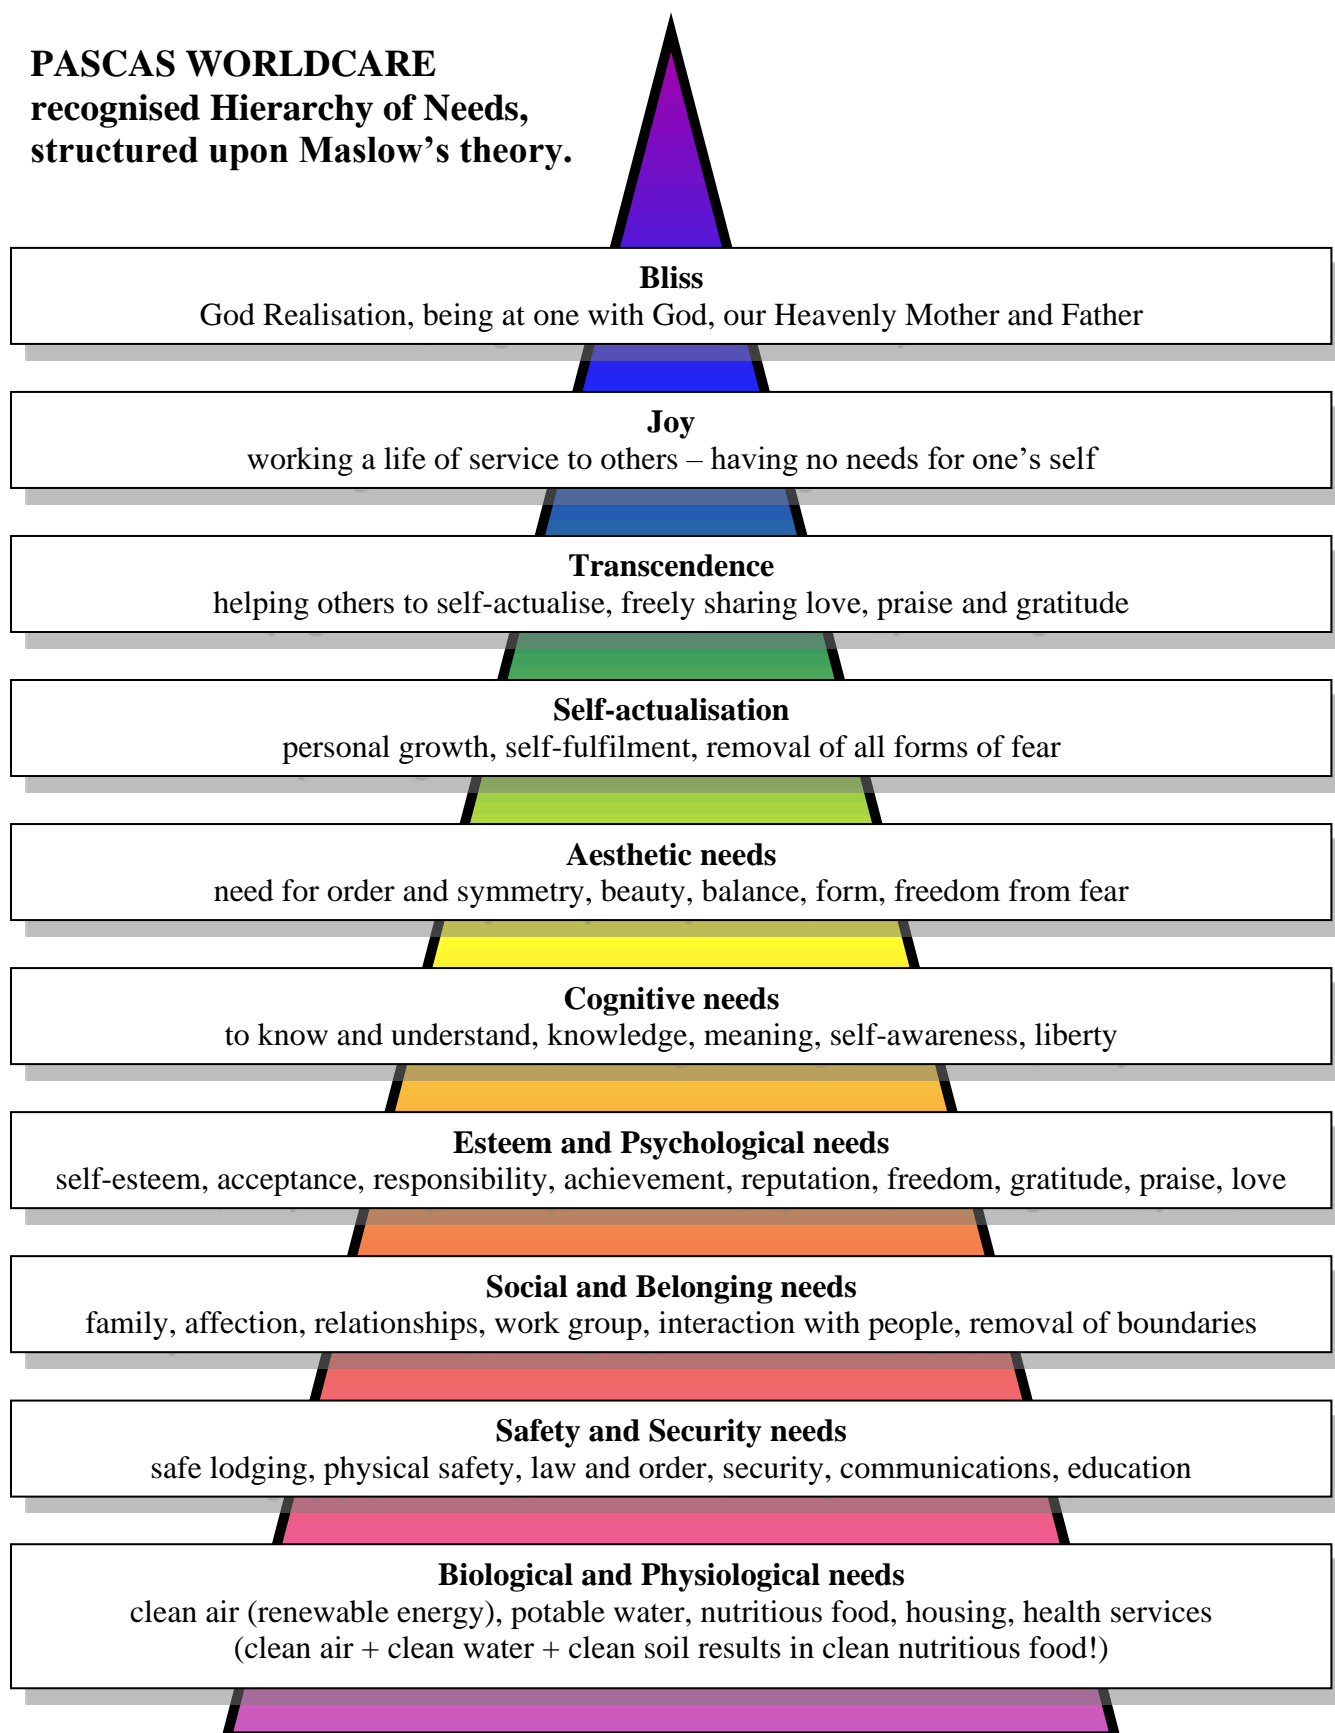 PASCAS WORLDCARE
recognised Hierarchy of Needs,
structured upon Maslow’s theory.
Bliss
God Realisation, being at one with God, our Heavenly Mother and Father
Joy
working a life of service to others – having no needs for one’s self
Transcendence
helping others to self-actualise, freely sharing love, praise and gratitude
Self-actualisation
personal growth, self-fulfilment, removal of all forms of fear
Aesthetic needs
need for order and symmetry, beauty, balance, form, freedom from fear
Cognitive needs
to know and understand, knowledge, meaning, self-awareness, liberty
Esteem and Psychological needs
self-esteem, acceptance, responsibility, achievement, reputation, freedom, gratitude, praise, love
Social and Belonging needs
family, affection, relationships, work group, interaction with people, removal of boundaries
Safety and Security needs
safe lodging, physical safety, law and order, security, communications, education
Biological and Physiological needs
clean air (renewable energy), potable water, nutritious food, housing, health services
(clean air + clean water + clean soil results in clean nutritious food!)